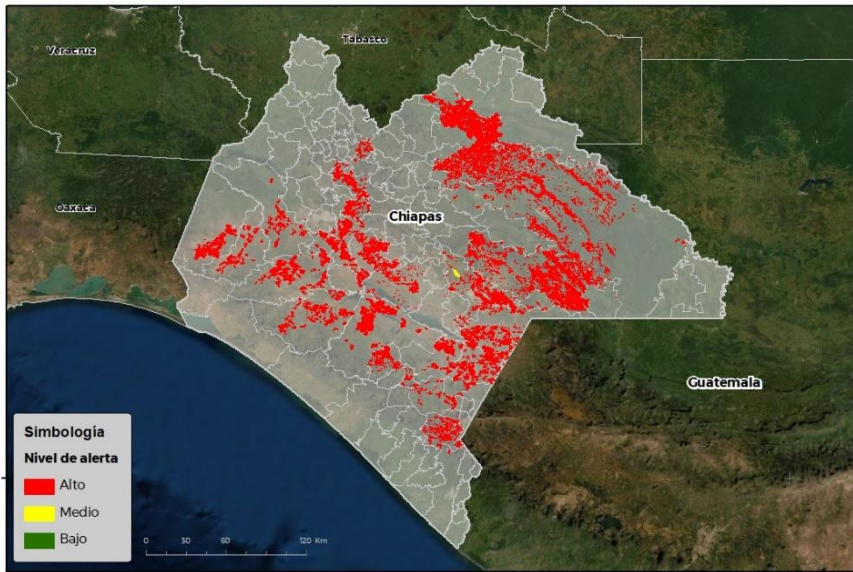 Tabasco
Veracruz
Oaxaca
Chiapas
Guatemala
Simbología
Nivel de alerta
Alto
Medio
Bajo
0 30 60 120 Km